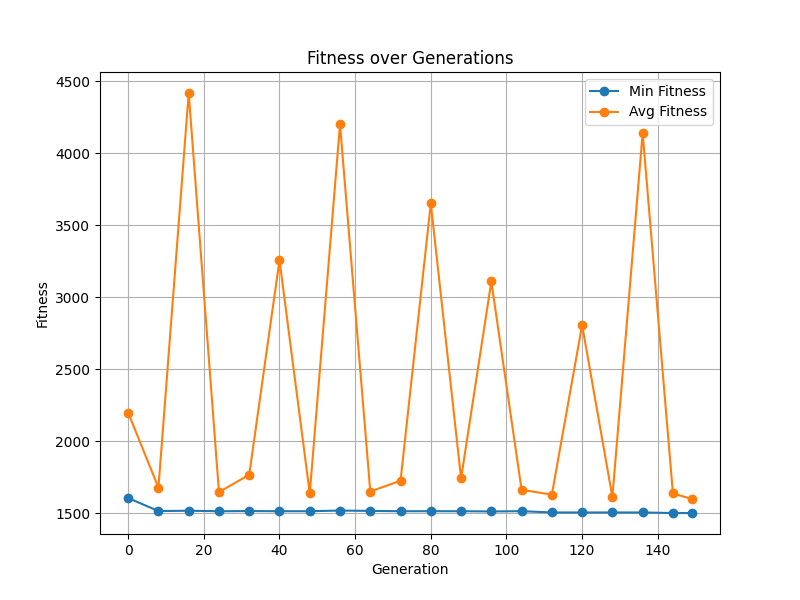 Fitness over Generations
Min Fitness
Avg Fitness
4500
4000
3500
3000
2500
2000
1500
Fitness
0 20 40 60 80 100 120 140
Generation